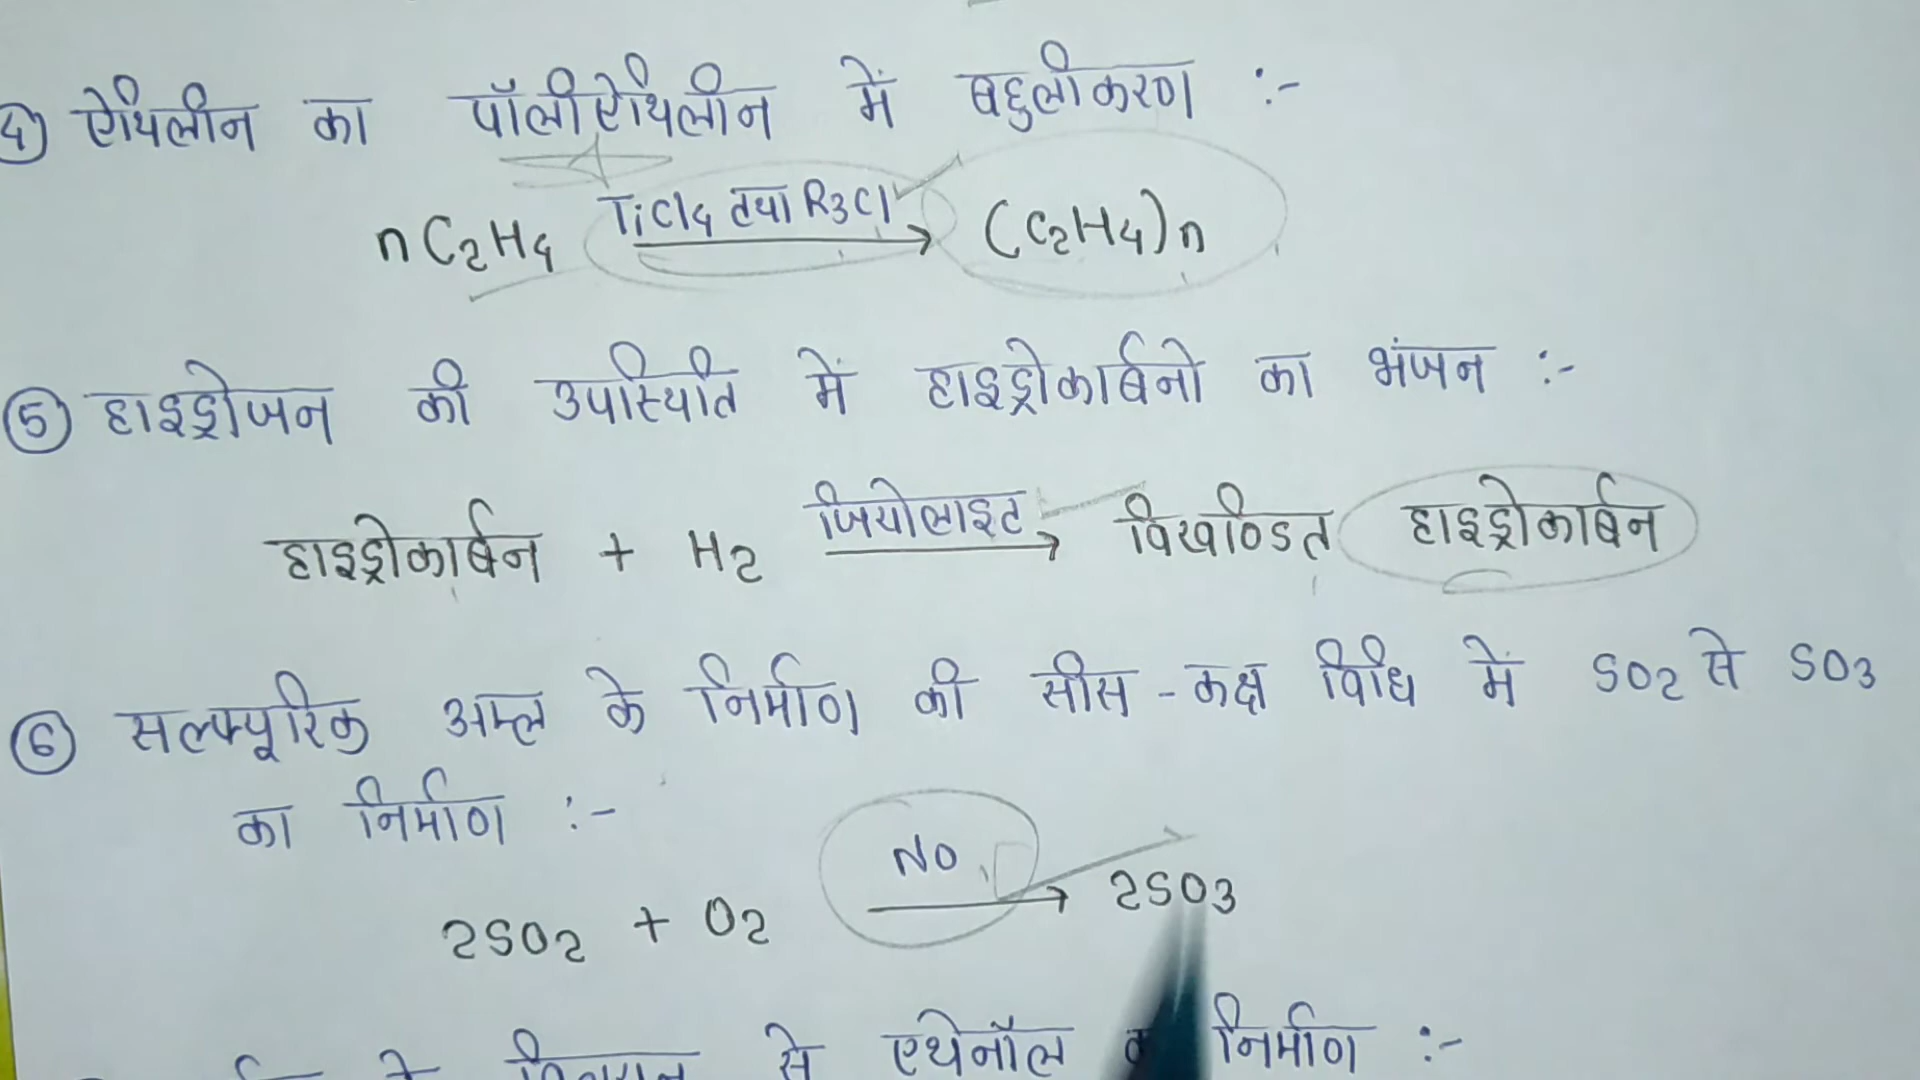 4) ऐथिलीन का पॉलीऐथिलीन में बहुलीकरण :-
nC2H4 TiCl4 तथा R3Cl → (C2H4)n
5) हाइड्रोजन की उपस्थिति में हाइड्रोकार्बनो का भंजन :-
हाइड्रोकार्बन + H2 जियोलाइट → विखण्डित हाइड्रोकार्बन
6) सल्फ्यूरिक अम्ल के निर्माण की सीस-कक्ष विधि में SO2 से SO3
का निर्माण :-
2SO2 + O2 NO → 2SO3
से एथेनॉल निर्माण :-